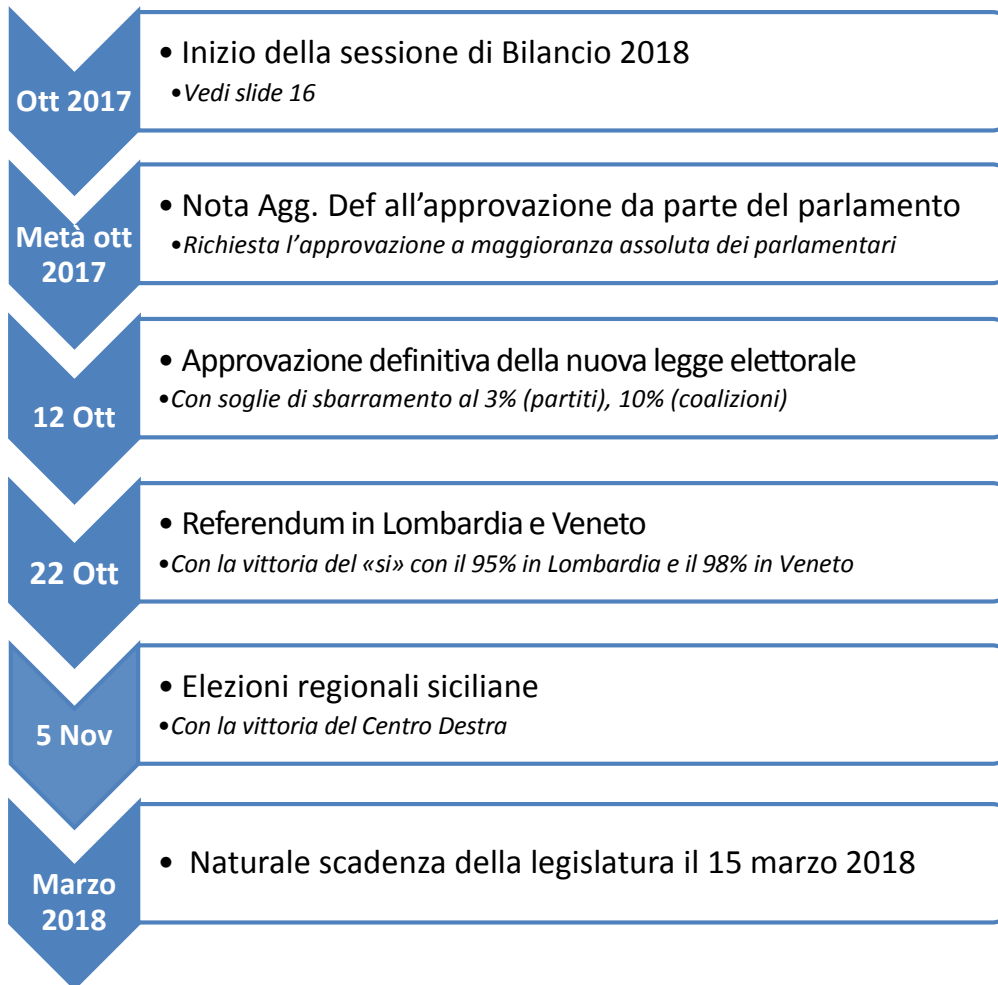 Ott 2017
• Inizio della sessione di Bilancio 2018
•Vedi slide 16
Metà ott
2017
• Nota Agg. Def all’approvazione da parte del parlamento
•Richiesta l’approvazione a maggioranza assoluta dei parlamentari
12 Ott
• Approvazione definitiva della nuova legge elettorale
•Con soglie di sbarramento al 3% (partiti), 10% (coalizioni)
22 Ott
• Referendum in Lombardia e Veneto
•Con la vittoria del «si» con il 95% in Lombardia e il 98% in Veneto
5 Nov
• Elezioni regionali siciliane
•Con la vittoria del Centro Destra
Marzo
2018
• Naturale scadenza della legislatura il 15 marzo 2018